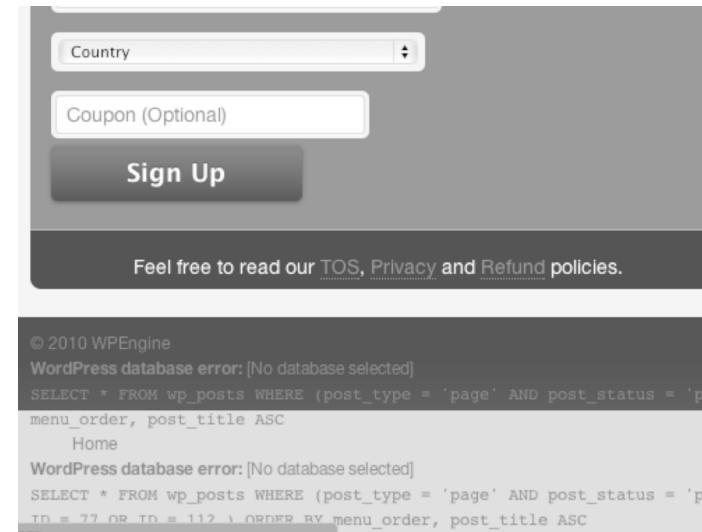 Country
Coupon (Optional)
Sign Up
Feel free to read our TOS, Privacy and Refund policies.
© 2010 WPEngine
WordPress database error: [No database selected]
SELECT * FROM wp_posts WHERE (post_type = 'page' AND post_status = 'p
menu_order, post_title ASC
Home
WordPress database error: [No database selected]
SELECT * FROM wp_posts WHERE (post_type = 'page' AND post_status = 'p
ID = 77 OR ID = 112 ) ORDER BY menu_order, post_title ASC